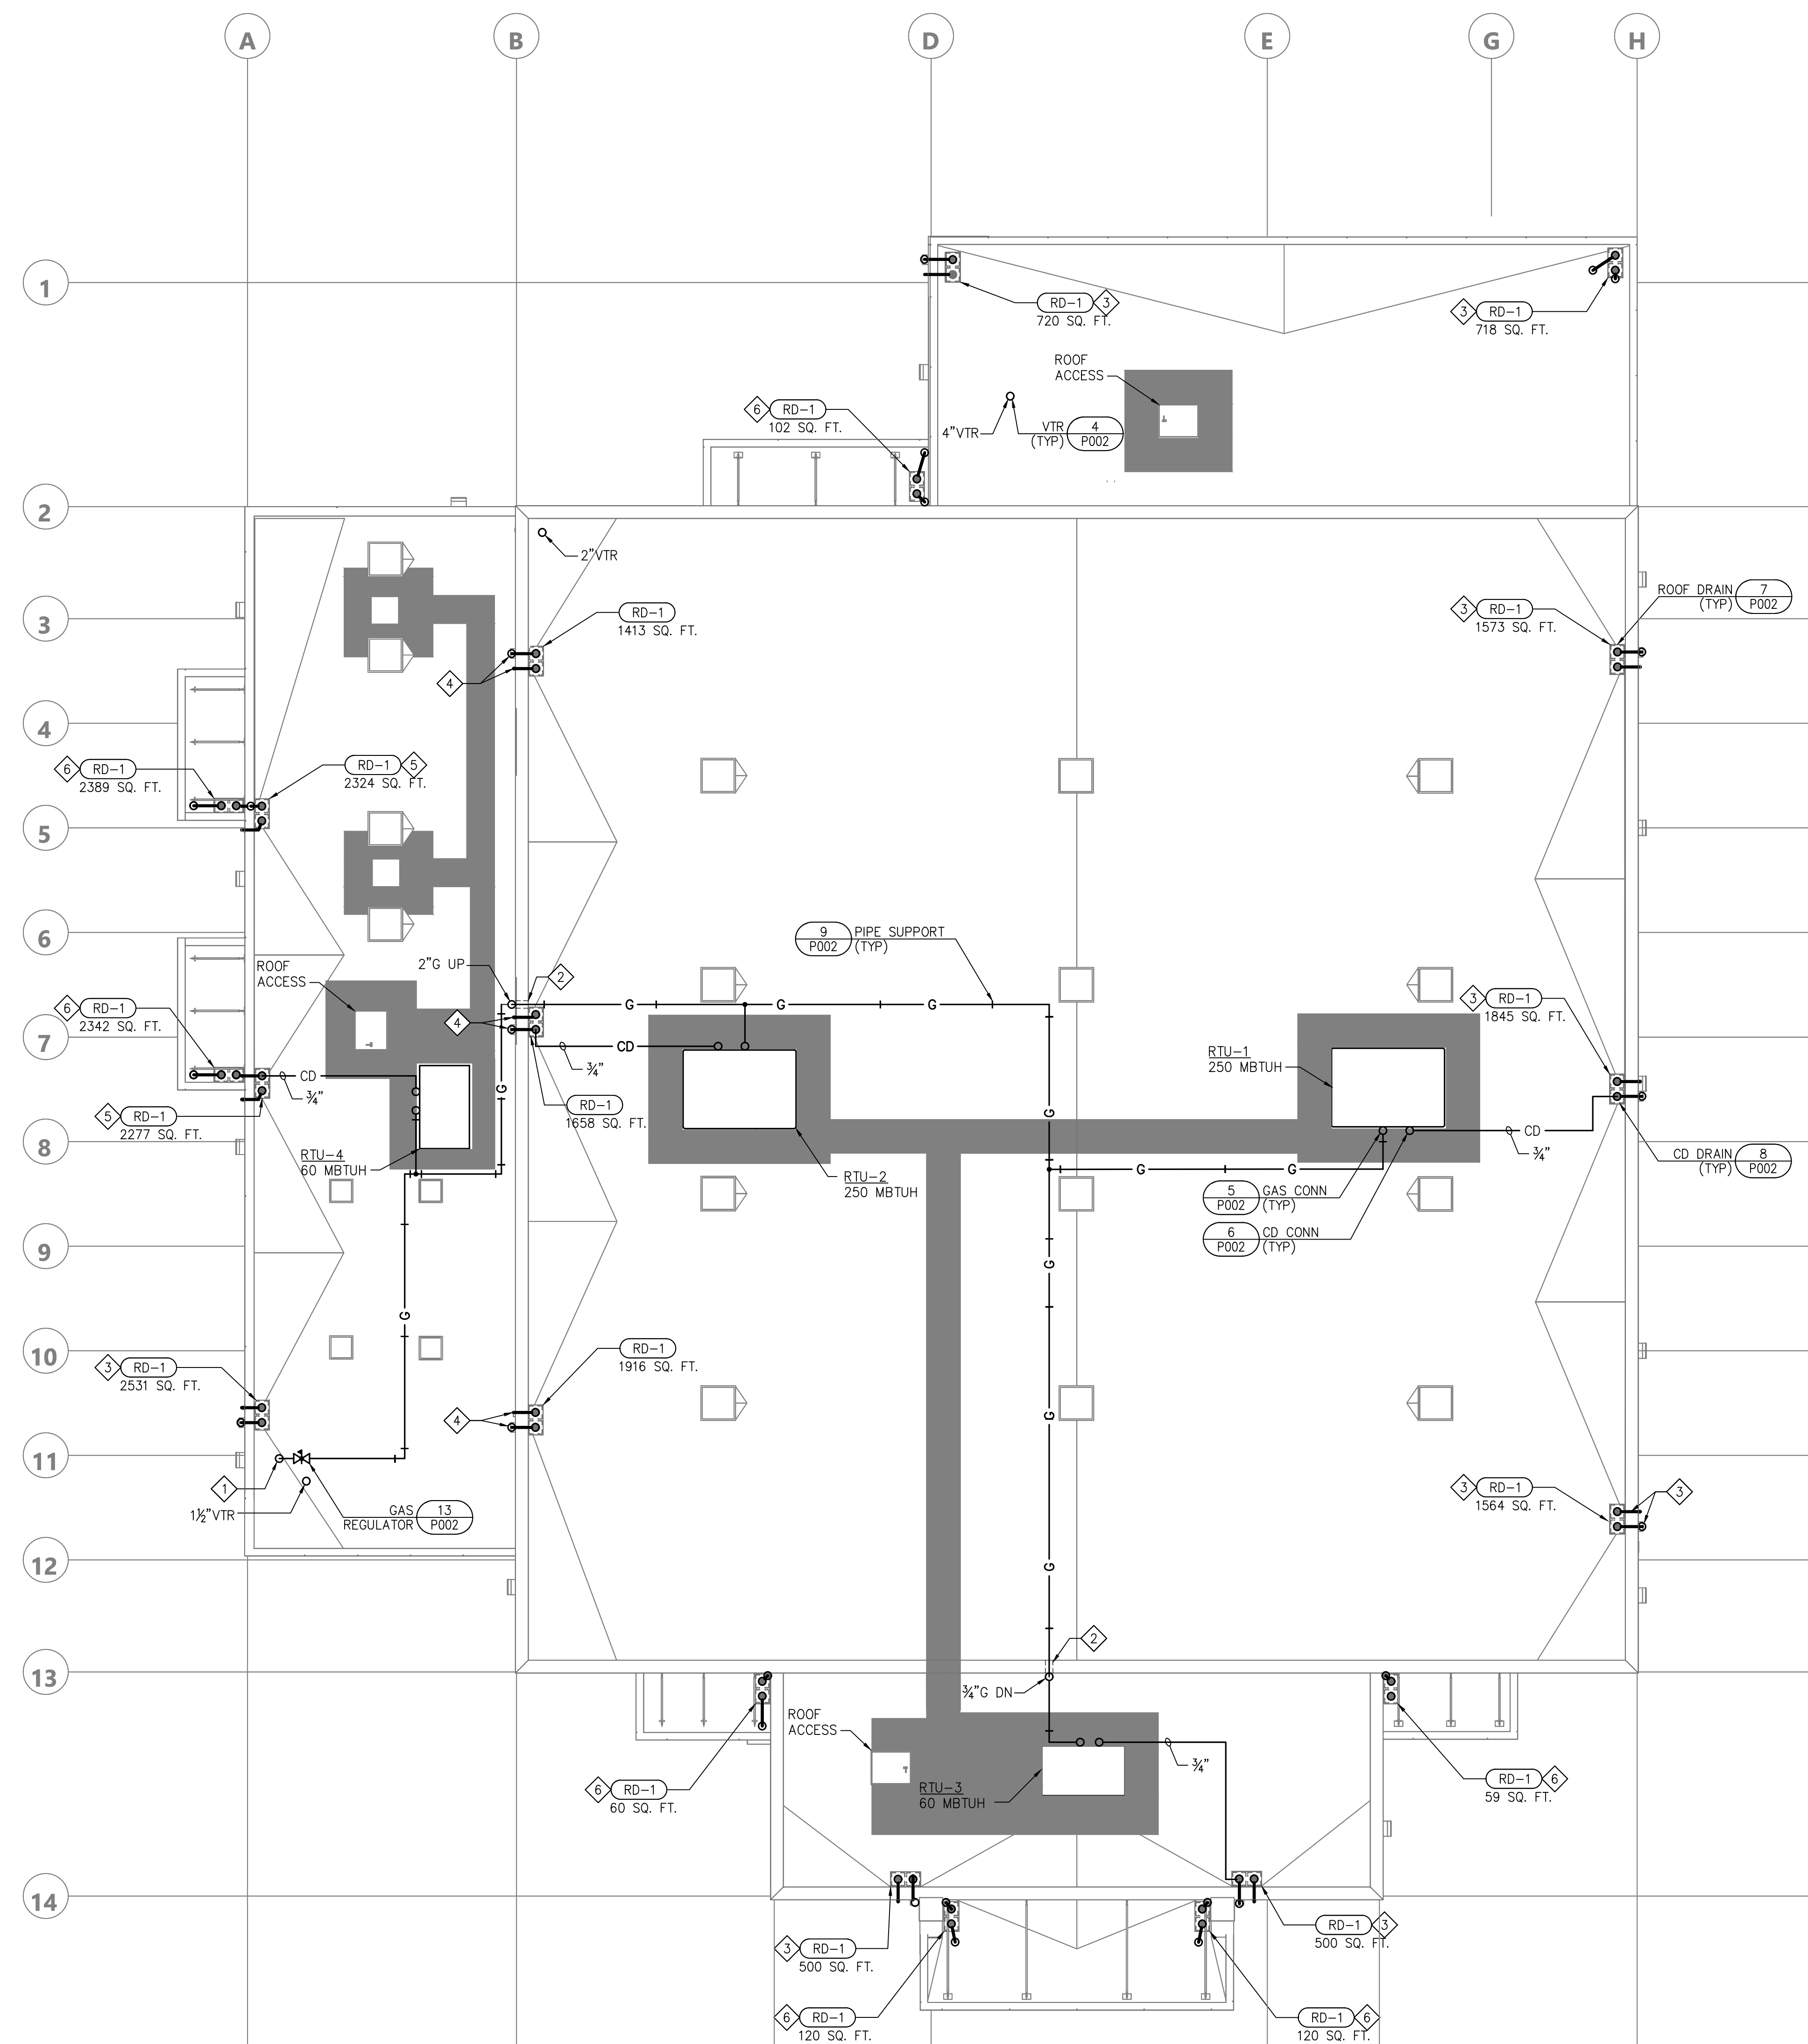 A B D E G H
1
RD-1 3
720 SQ. FT.
3 RD-1
718 SQ. FT.
ROOF
ACCESS
6 RD-1
102 SQ. FT.
4"VTR
VTR 4
(TYP) P002
2
2"VTR
3
RD-1
1413 SQ. FT.
3 RD-1
1573 SQ. FT.
ROOF DRAIN 7
(TYP) P002
4
4
6 RD-1
2389 SQ. FT.
RD-1 5
2324 SQ. FT.
5
6
9 PIPE SUPPORT
P002 (TYP)
ROOF
ACCESS
2"G UP
2
G G G
6 RD-1
2342 SQ. FT.
3 RD-1
1845 SQ. FT.
4
7
CD
¾"
RTU-1
250 MBTUH
CD
¾"
G
5 RD-1
2277 SQ. FT.
RD-1
1658 SQ. FT.
G
8
CD
¾"
RTU-4
60 MBTUH
RTU-2
250 MBTUH
G G
CD DRAIN 8
(TYP) P002
5 GAS CONN
P002 (TYP)
6 CD CONN
P002 (TYP)
9
G
G
10
3 RD-1
2531 SQ. FT.
RD-1
1916 SQ. FT.
G
4
11
1
1½"VTR
GAS 13
REGULATOR P002
3 RD-1
1564 SQ. FT.
3
12
G
2
13
¾"G DN
ROOF
ACCESS
¾"
6 RD-1
60 SQ. FT.
RTU-3
60 MBTUH
RD-1 6
59 SQ. FT.
14
3 RD-1
500 SQ. FT.
RD-1 3
500 SQ. FT.
6 RD-1
120 SQ. FT.
RD-1 6
120 SQ. FT.